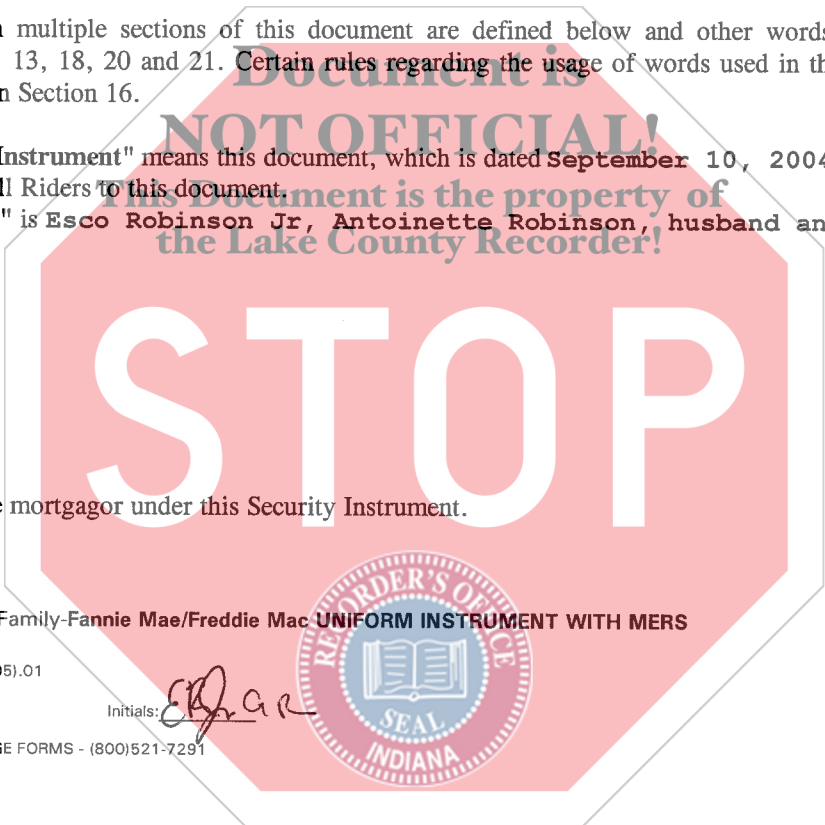 multiple sections of this document are defined below and other words
13, 18, 20 and 21. Certain rules regarding the usage of words used in th
n Section 16.
Document is
NOT OFFICIAL!
Instrument" means this document, which is dated September 10, 2004
ll Riders to this document.
This Document is the property of
" is Esco Robinson Jr, Antoinette Robinson, husband an
the Lake County Recorder!
STOP
mortgagor under this Security Instrument.
Family-Fannie Mae/Freddie Mac UNIFORM INSTRUMENT WITH MERS
05).01
Initials:
GE FORMS - (800)521-7291
RECORDER'S OFFICE
SEAL
INDIANA